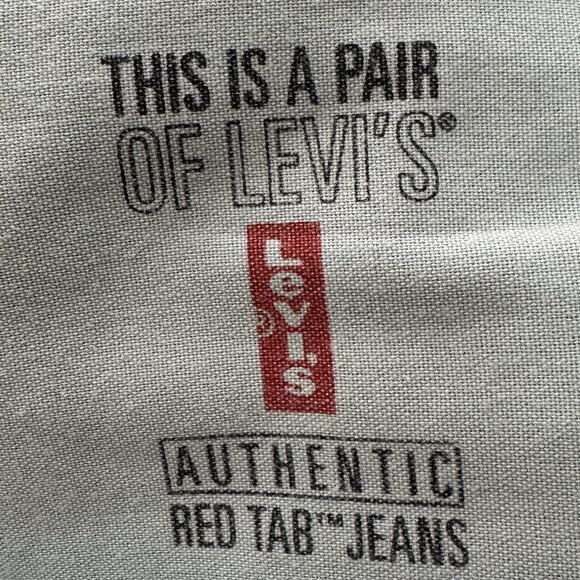 THIS IS A PAIR
OF LEVI'S®
Levi's
®
AUTHENTIC
RED TAB™ JEANS